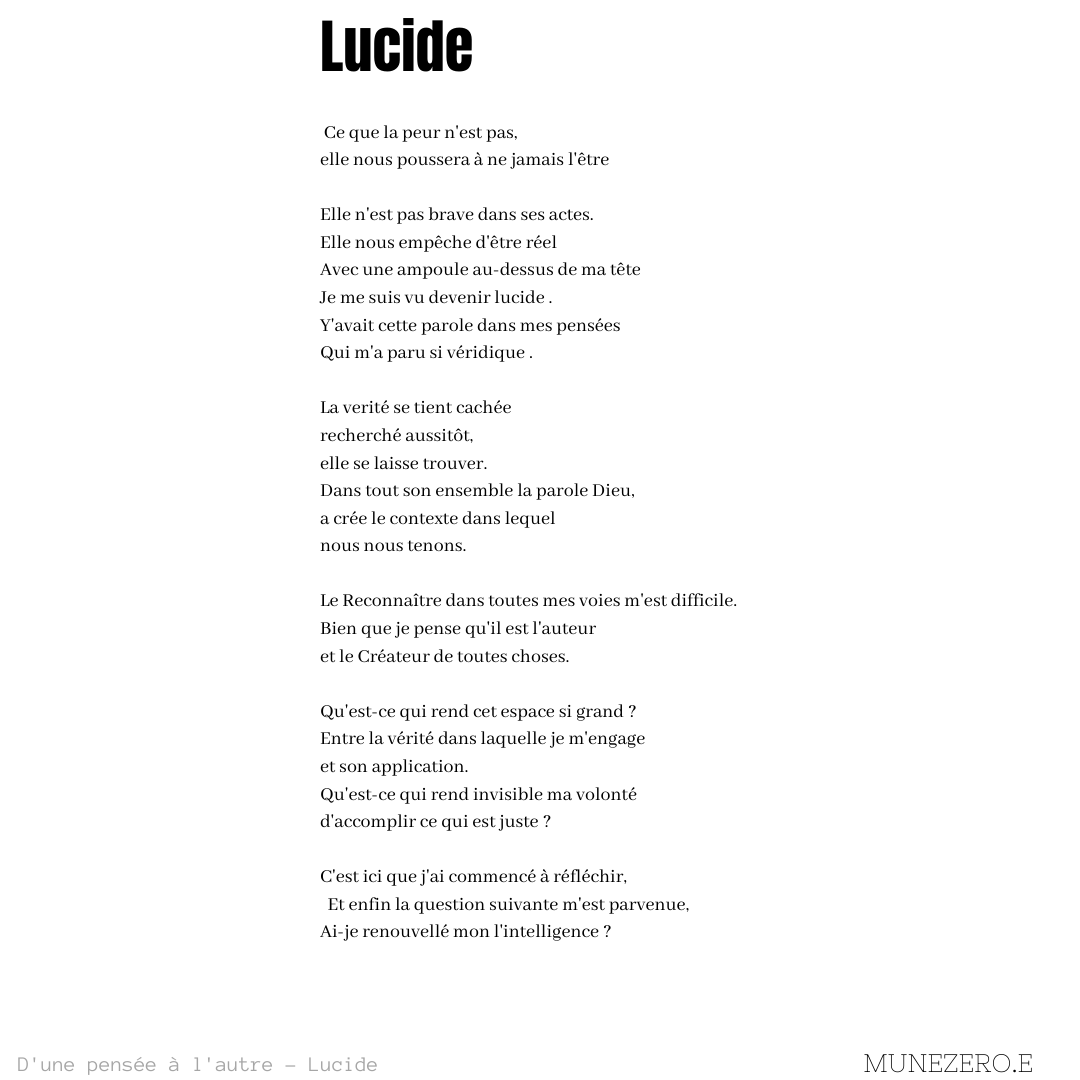 Lucide
Ce que la peur n'est pas,
elle nous poussera à ne jamais l'être
Elle n'est pas brave dans ses actes.
Elle nous empêche d'être réel
Avec une ampoule au-dessus de ma tête
Je me suis vu devenir lucide .
Y'avait cette parole dans mes pensées
Qui m'a paru si véridique .
La verité se tient cachée
recherché aussitôt,
elle se laisse trouver.
Dans tout son ensemble la parole Dieu,
a crée le contexte dans lequel
nous nous tenons.
Le Reconnaître dans toutes mes voies m'est difficile.
Bien que je pense qu'il est l'auteur
et le Créateur de toutes choses.
Qu'est-ce qui rend cet espace si grand ?
Entre la vérité dans laquelle je m'engage
et son application.
Qu'est-ce qui rend invisible ma volonté
d'accomplir ce qui est juste ?
C'est ici que j'ai commencé à réfléchir,
Et enfin la question suivante m'est parvenue,
Ai-je renouvellé mon l'intelligence ?
D'une pensée à l'autre – Lucide
MUNEZERO.E